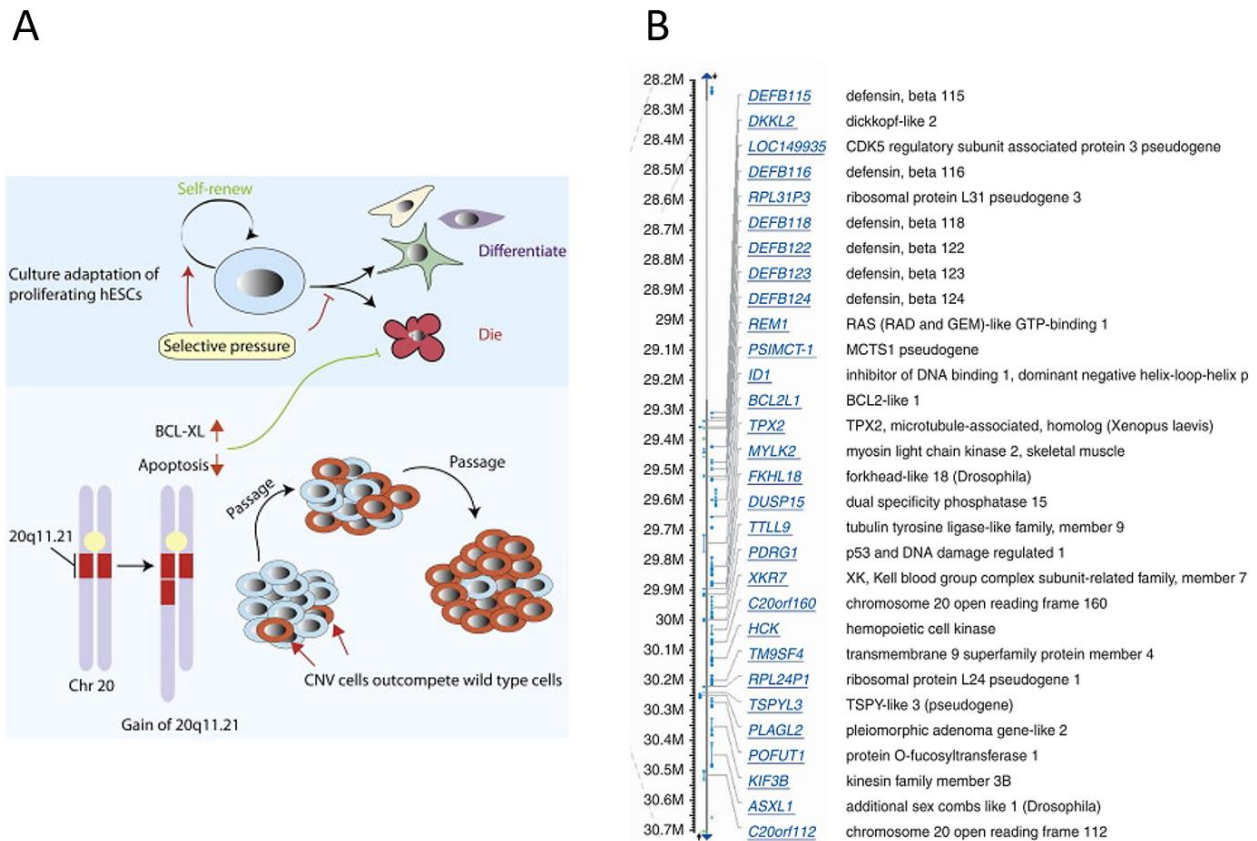 A
Self-renew
Differentiate
Culture adaptation of
proliferating hESCs
Selective pressure
Die
BCL-XL
Apoptosis
Passage
Passage
20q11.21
Chr 20
Gain of 20q11.21
CNV cells outcompete wild type cells
B
28.2M
28.3M
28.4M
28.5M
28.6M
28.7M
28.8M
28.9M
29M
29.1M
29.2M
29.3M
29.4M
29.5M
29.6M
29.7M
29.8M
29.9M
30M
30.1M
30.2M
30.3M
30.4M
30.5M
30.6M
30.7M
DEFB115 defensin, beta 115
DKKL2 dickkopf-like 2
LOC149935 CDK5 regulatory subunit associated protein 3 pseudogene
DEFB116 defensin, beta 116
RPL31P3 ribosomal protein L31 pseudogene 3
DEFB118 defensin, beta 118
DEFB122 defensin, beta 122
DEFB123 defensin, beta 123
DEFB124 defensin, beta 124
REM1 RAS (RAD and GEM)-like GTP-binding 1
PSIMCT-1 MCTS1 pseudogene
ID1 inhibitor of DNA binding 1, dominant negative helix-loop-helix p
BCL2L1 BCL2-like 1
TPX2 TPX2, microtubule-associated, homolog (Xenopus laevis)
MYLK2 myosin light chain kinase 2, skeletal muscle
FKHL18 forkhead-like 18 (Drosophila)
DUSP15 dual specificity phosphatase 15
TTLL9 tubulin tyrosine ligase-like family, member 9
PDRG1 p53 and DNA damage regulated 1
XKR7 XK, Kell blood group complex subunit-related family, member 7
C20orf160 chromosome 20 open reading frame 160
HCK hemopoietic cell kinase
TM9SF4 transmembrane 9 superfamily protein member 4
RPL24P1 ribosomal protein L24 pseudogene 1
TSPYL3 TSPY-like 3 (pseudogene)
PLAGL2 pleiomorphic adenoma gene-like 2
POFUT1 protein O-fucosyltransferase 1
KIF3B kinesin family member 3B
ASXL1 additional sex combs like 1 (Drosophila)
C20orf112 chromosome 20 open reading frame 112